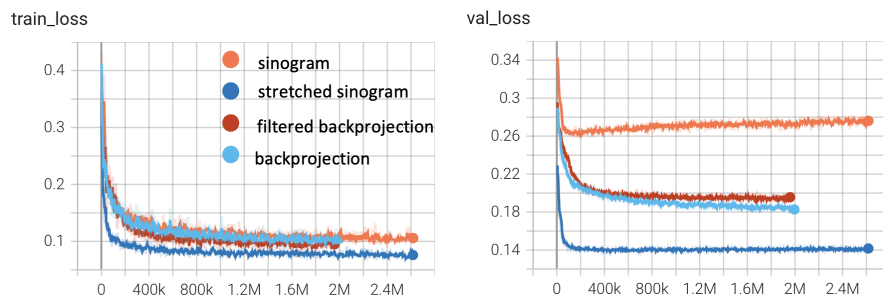 train_loss
0.4
0.3
0.2
0.1
0 400k 800k 1.2M 1.6M 2M 2.4M
sinogram
stretched sinogram
filtered backprojection
backprojection
val_loss
0.34
0.3
0.26
0.22
0.18
0.14
0 400k 800k 1.2M 1.6M 2M 2.4M